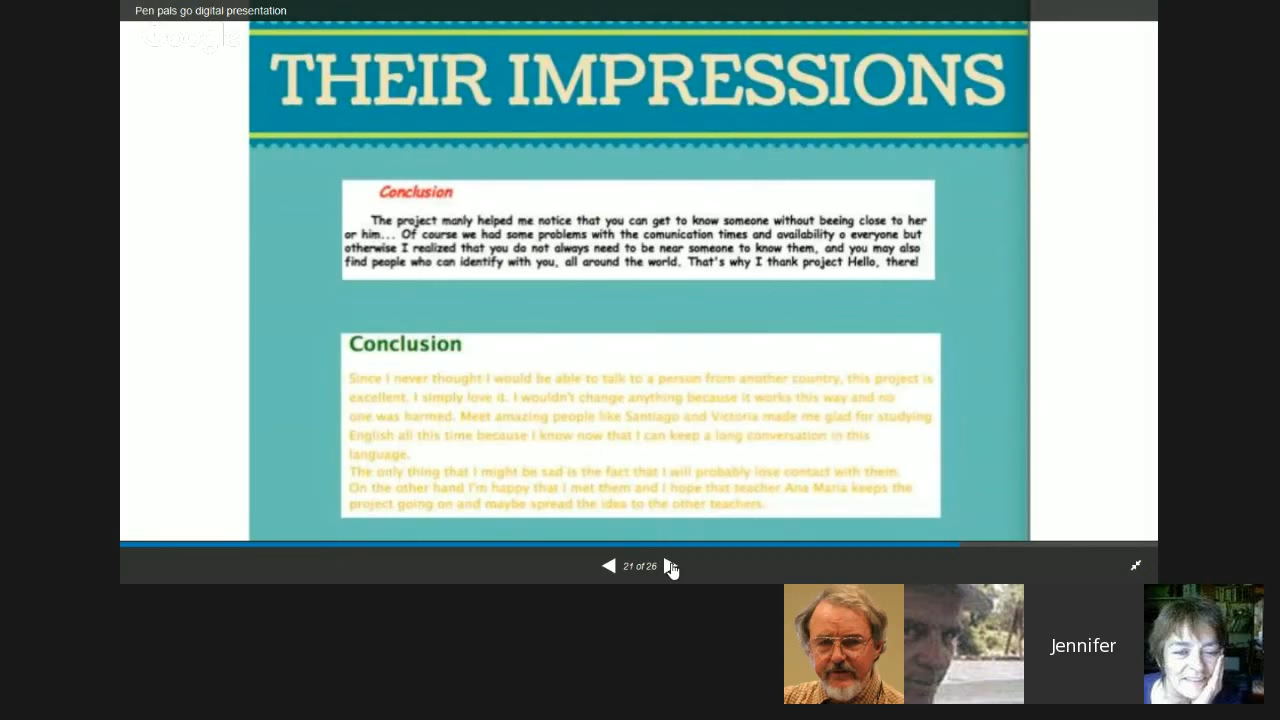 Pen pals go digital presentation
Google
THEIR IMPRESSIONS
Conclusion
The project manly helped me notice that you can get to know someone without beeing close to her
or him... Of course we had some problems with the comunication times and availability o everyone but
otherwise I realized that you do not always need to be near someone to know them, and you may also
find people who can identify with you, all around the world. That's why I thank project Hello, there!
Conclusion
Since I never thought I would be able to talk to a person from another country, this project is
excellent. I simply love it. I wouldn't change anything because it works this way and no
one was harmed. Meet amazing people like Santiago and Victoria made me glad for studying
English all this time because I know now that I can keep a long conversation in this
language.
The only thing that I might be sad is the fact that I will probably lose contact with them.
On the other hand I'm happy that I met them and I hope that teacher Ana Maria keeps the
project going on and maybe spread the idea to the other teachers.
21 of 26
Jennifer